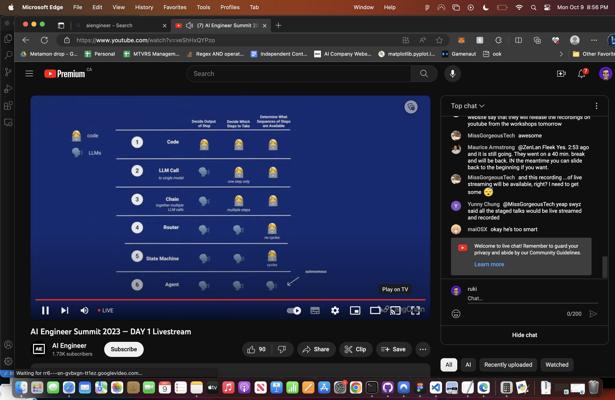 Microsoft Edge File Edit View History Favorites Tools Profiles Tab Window Help Mon Oct 9 8:56 PM
aiengineer - Search
(7) AI Engineer Summit 20
https://www.youtube.com/watch?v=
Metamon drop - G... Personal MTVRS Managem... Regex AND operat... Independent Cont... AI Company Webs... matplotlib.pyplot.i... Gamenaut ook Other Favorites
Premium CA
Search
7
code
LLMs
Decide Output of Step
Decide Which Steps to Take
Determine What Sequences of Steps are Available
1 Code
2 LLM Call
to single model
one step only
3 Chain
together multiple LLM calls
multiple steps
4 Router
no cycles
5 State Machine
cycles
6 Agent
autonomous
Play on TV
LIVE
AI Engineer Summit 2023 — DAY 1 Livestream
AI Engineer
1.73K subscribers
Subscribe
90
Share
Clip
Save
Waiting for rr6---sn-gvbxgn-tt1ez.googlevideo.com...
Top chat
website say that they will release the recordings on
youtube from the workshops tomorrow
MissGorgeousTech awesome
Maurice Armstrong @ZenLan Fleek Yes. 2:53 ago
and it is still going. They went on a 40 min. break
and will be back. IN the meantime you can slide
back to the beginning if you want.
MissGorgeousTech and this recording ...of live
streaming will be available, right? I need to get
some
Yunny Chung @MissGorgeousTech yeap swyz
said all the staged talks would be live streamed
and recorded
mai0SX okay he's too smart
Welcome to live chat! Remember to guard your
privacy and abide by our Community Guidelines.
Learn more
ruki
Chat...
0/200
Hide chat
All AI Recently uploaded Watched